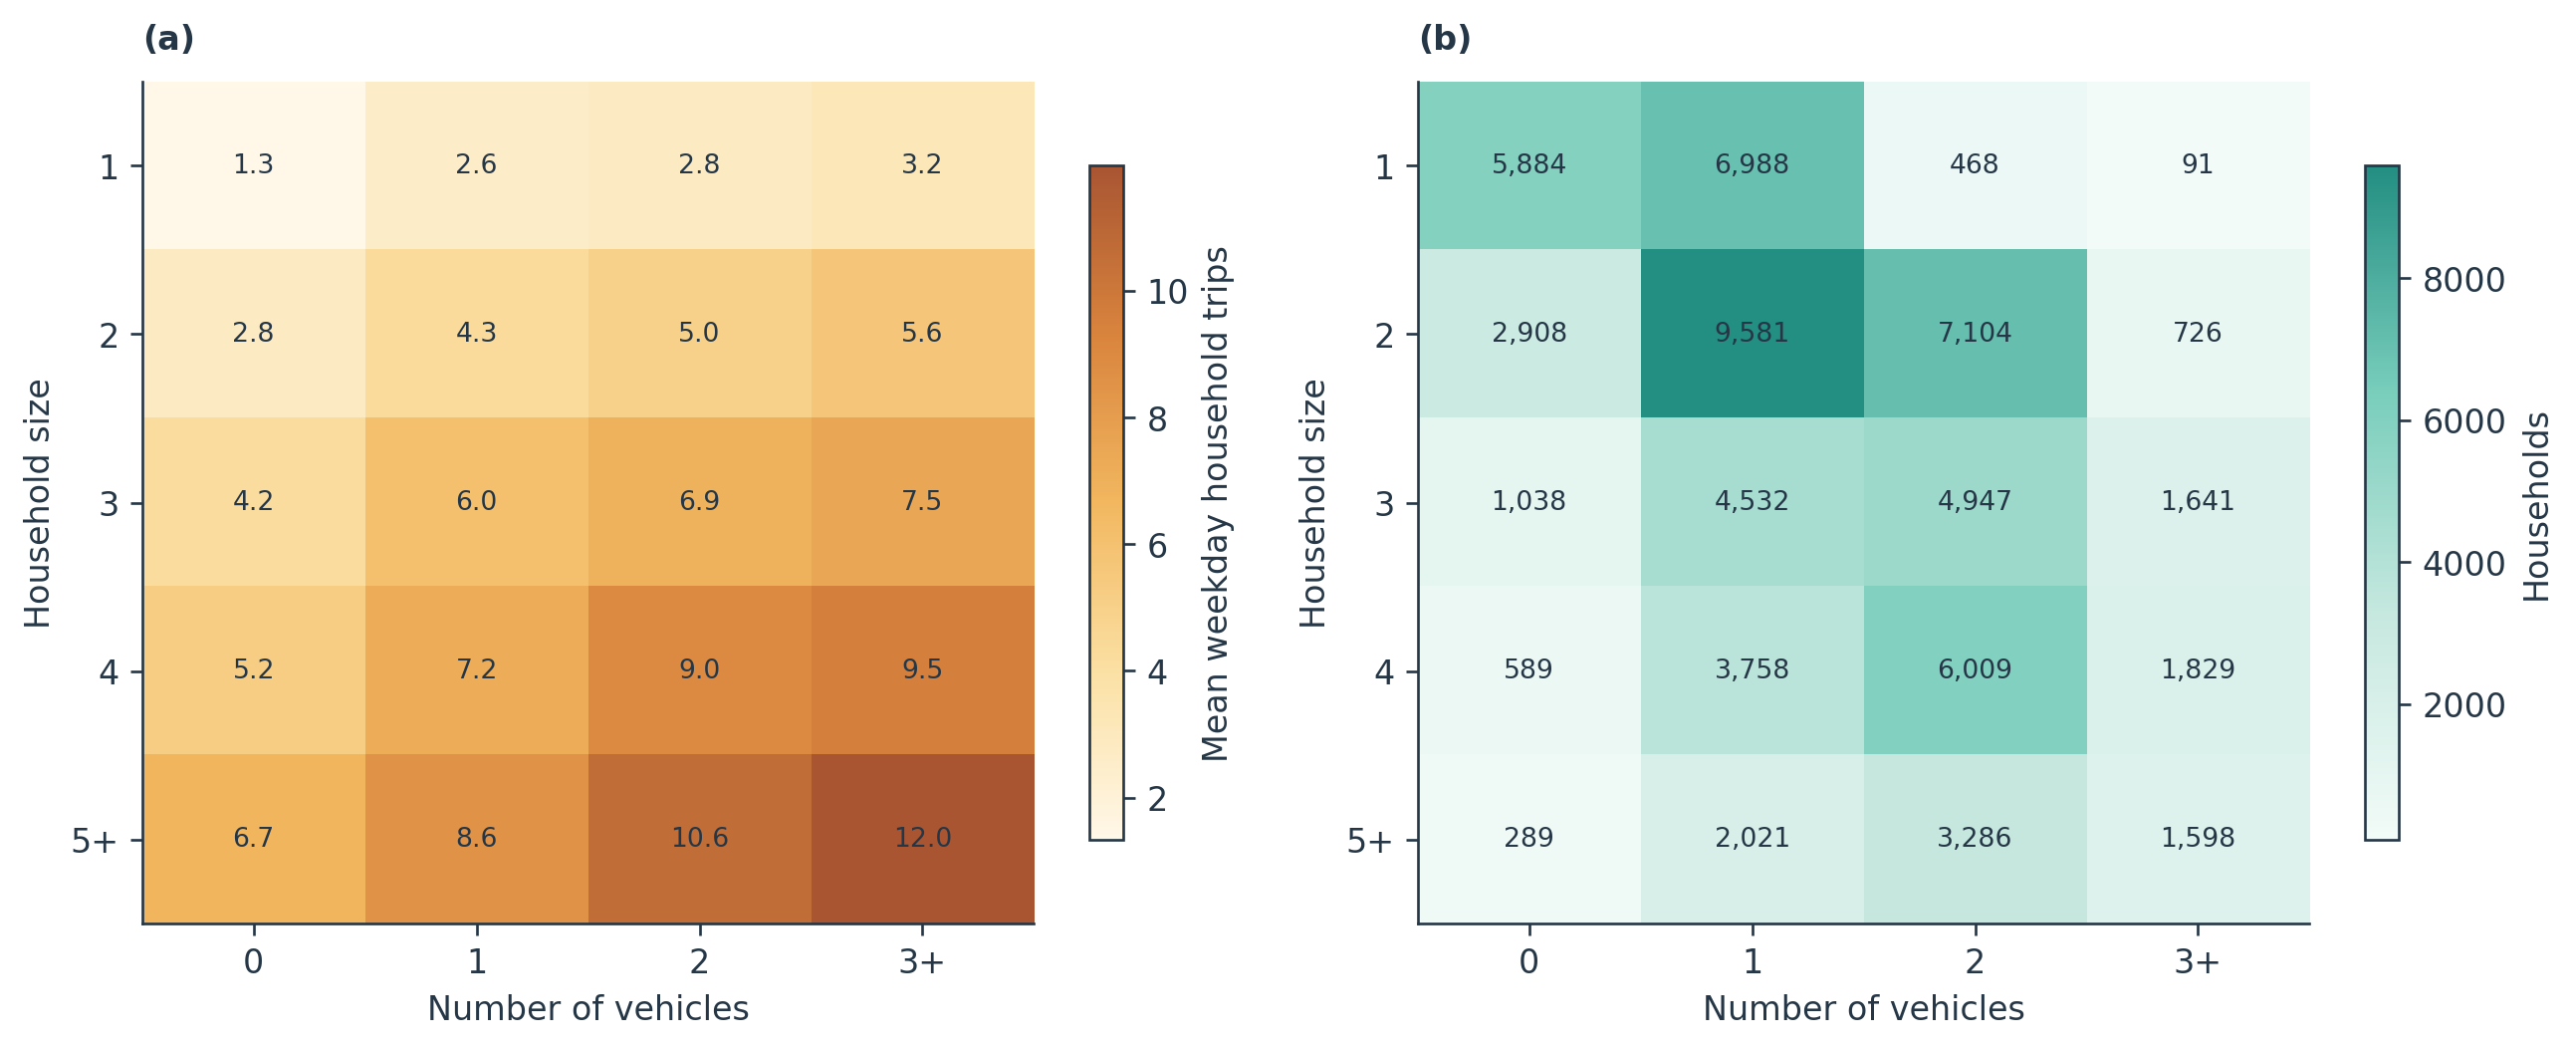 (a)
1
2
3
4
5+
Household size
1.3 2.6 2.8 3.2
2.8 4.3 5.0 5.6
4.2 6.0 6.9 7.5
5.2 7.2 9.0 9.5
6.7 8.6 10.6 12.0
0 1 2 3+
Number of vehicles
10
8
6
4
2
Mean weekday household trips
(b)
1
2
3
4
5+
Household size
5,884 6,988 468 91
2,908 9,581 7,104 726
1,038 4,532 4,947 1,641
589 3,758 6,009 1,829
289 2,021 3,286 1,598
0 1 2 3+
Number of vehicles
8000
6000
4000
2000
Households